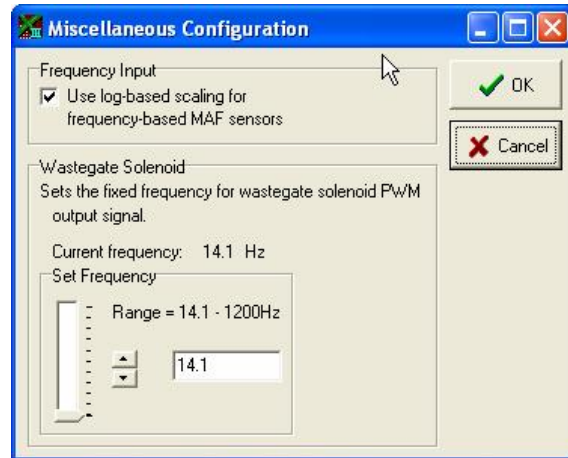 Miscellaneous Configuration
Frequency Input
Use log-based scaling for
frequency-based MAF sensors
OK
Cancel
Wastegate Solenoid
Sets the fixed frequency for wastegate solenoid PWM
output signal.
Current frequency: 14.1 Hz
Set Frequency
Range = 14.1 - 1200Hz
14.1